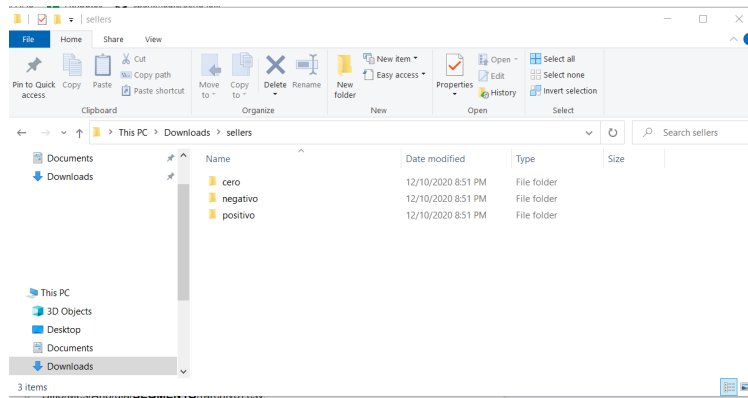 sellers
File Home Share View
Pin to Quick access
Copy
Paste
Cut
Copy path
Paste shortcut
Move to
Copy to
Delete
Rename
New folder
New item
Easy access
Properties
Open
Edit
History
Select all
Select none
Invert selection
Clipboard Organize New Open Select
This PC > Downloads > sellers
Search sellers
Documents
Downloads
This PC
3D Objects
Desktop
Documents
Downloads
Name Date modified Type Size
cero 12/10/2020 8:51 PM File folder
negativo 12/10/2020 8:51 PM File folder
positivo 12/10/2020 8:51 PM File folder
3 items